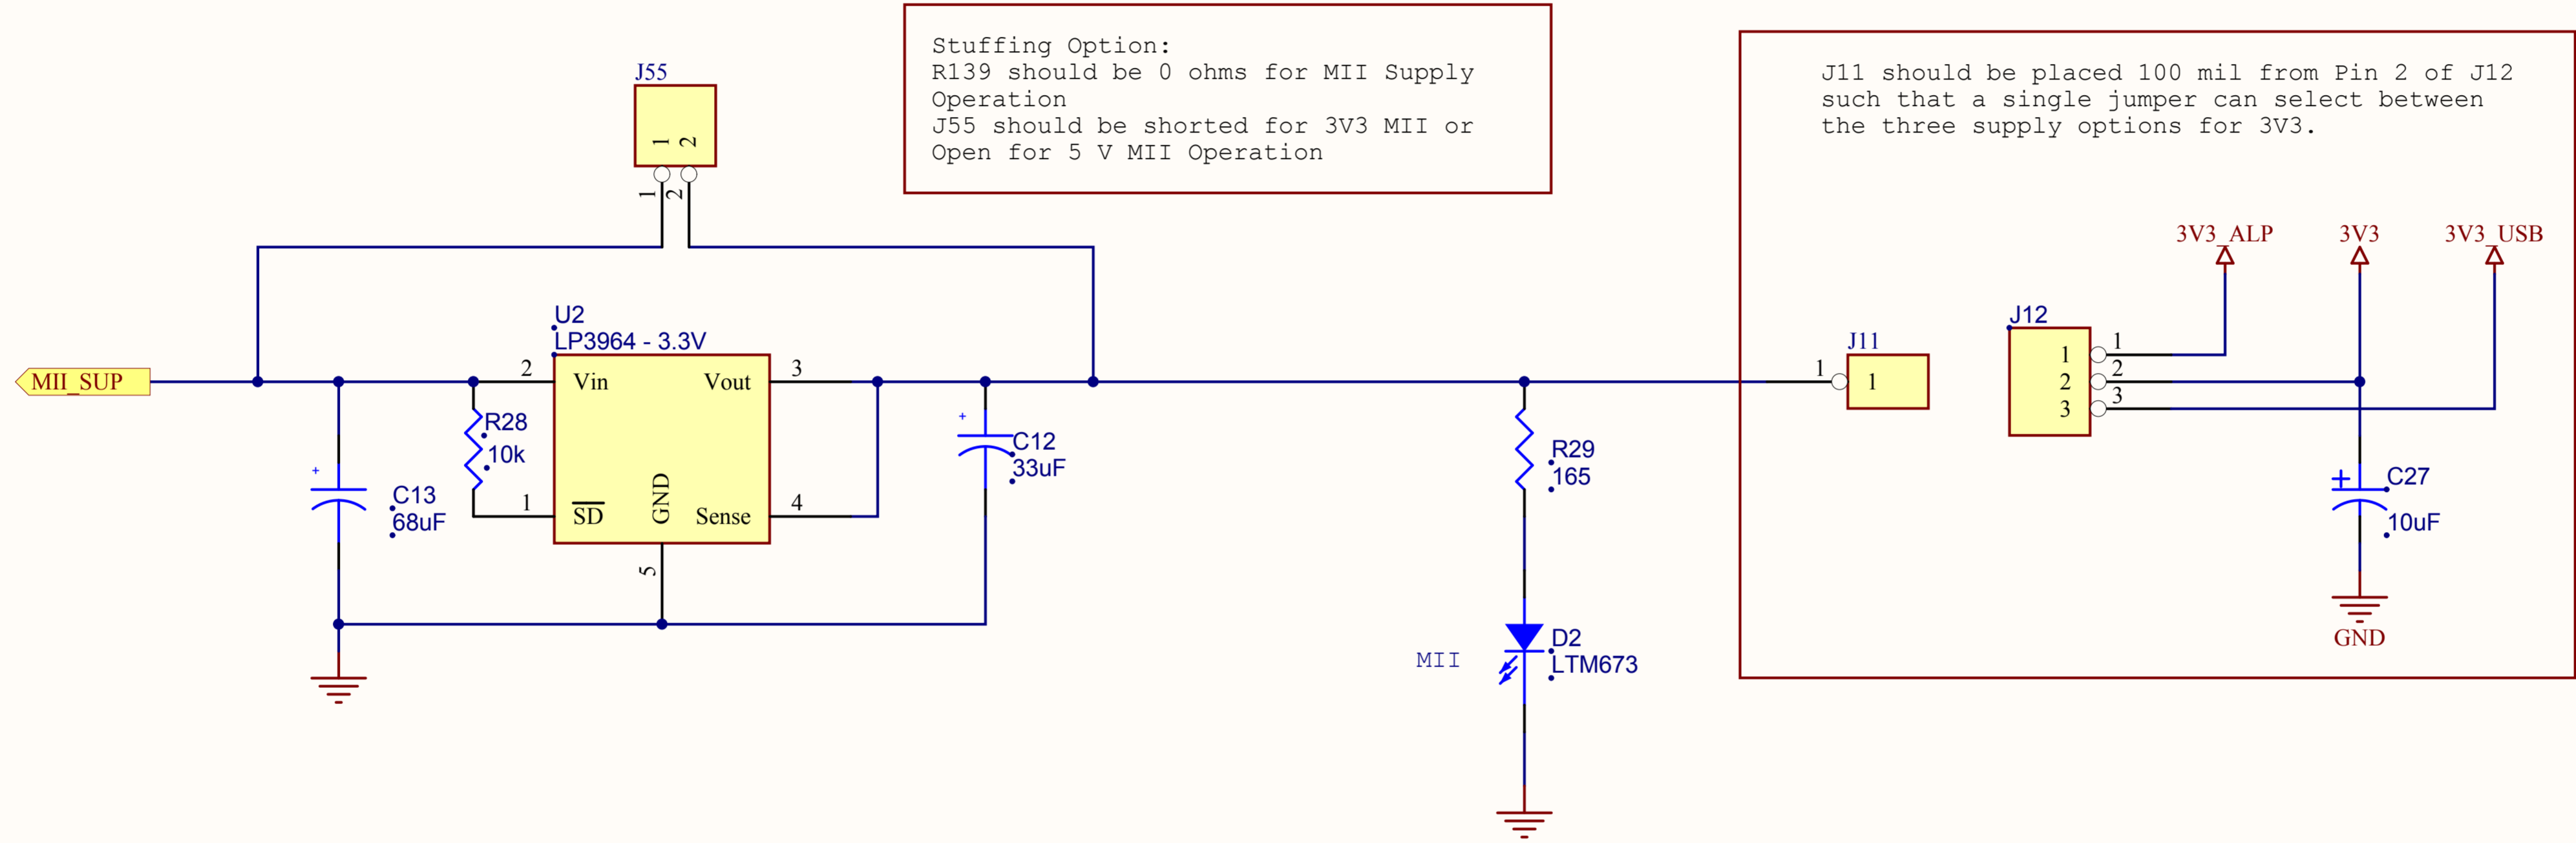 Stuffing Option:
R139 should be 0 ohms for MII Supply
Operation
J55 should be shorted for 3V3 MII or
Open for 5 V MII Operation
J11 should be placed 100 mil from Pin 2 of J12
such that a single jumper can select between
the three supply options for 3V3.
J55
1
2
1
2
MII_SUP
U2
LP3964 - 3.3V
2
Vin
Vout
3
R28
10k
1
SD
GND
Sense
4
5
C13
68uF
+
C12
33uF
+
R29
165
MII
D2
LTM673
J11
1
1
J12
1
1
2
2
3
3
3V3_ALP
3V3
3V3_USB
+
C27
10uF
GND